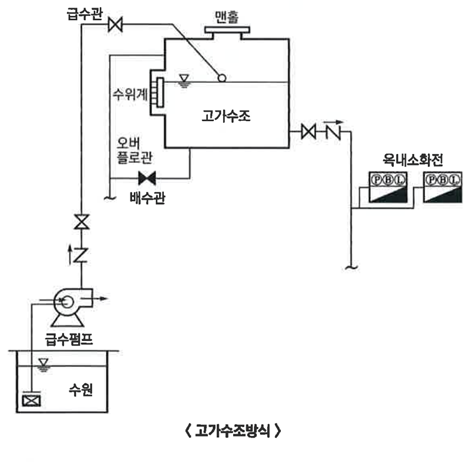 급수관
맨홀
수위계
고가수조
오버
플로관
배수관
옥내소화전
ⓅⒷⓁ ⓅⒷⓁ
급수펌프
수원
《 고가수조방식 》